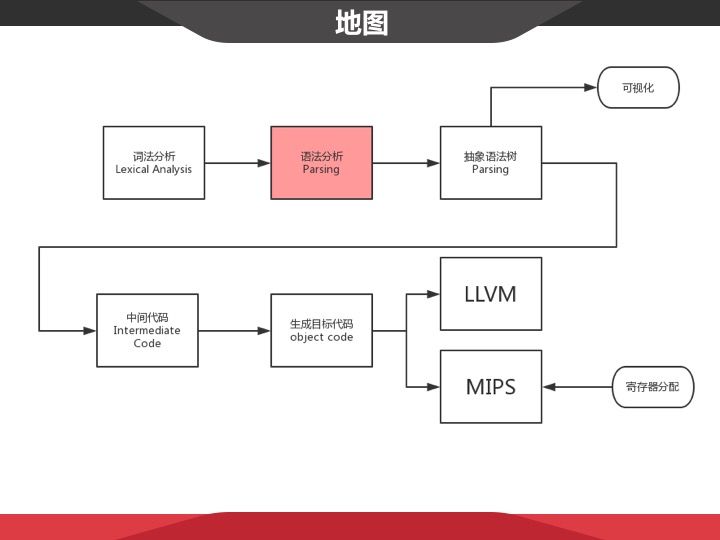 地图
可视化
词法分析
Lexical Analysis
语法分析
Parsing
抽象语法树
Parsing
中间代码
Intermediate
Code
生成目标代码
object code
LLVM
MIPS
寄存器分配